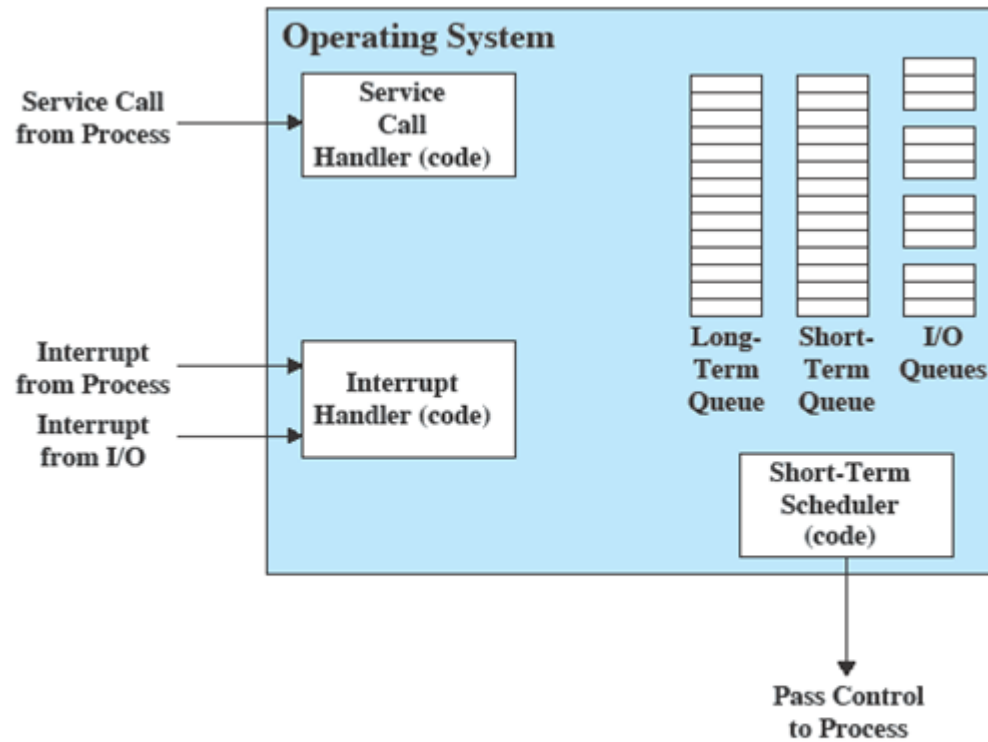 Operating System
Service Call
from Process
Service
Call
Handler (code)
Interrupt
from Process
Interrupt
from I/O
Interrupt
Handler (code)
Long-
Term
Queue
Short-
Term
Queue
I/O
Queues
Short-Term
Scheduler
(code)
Pass Control
to Process